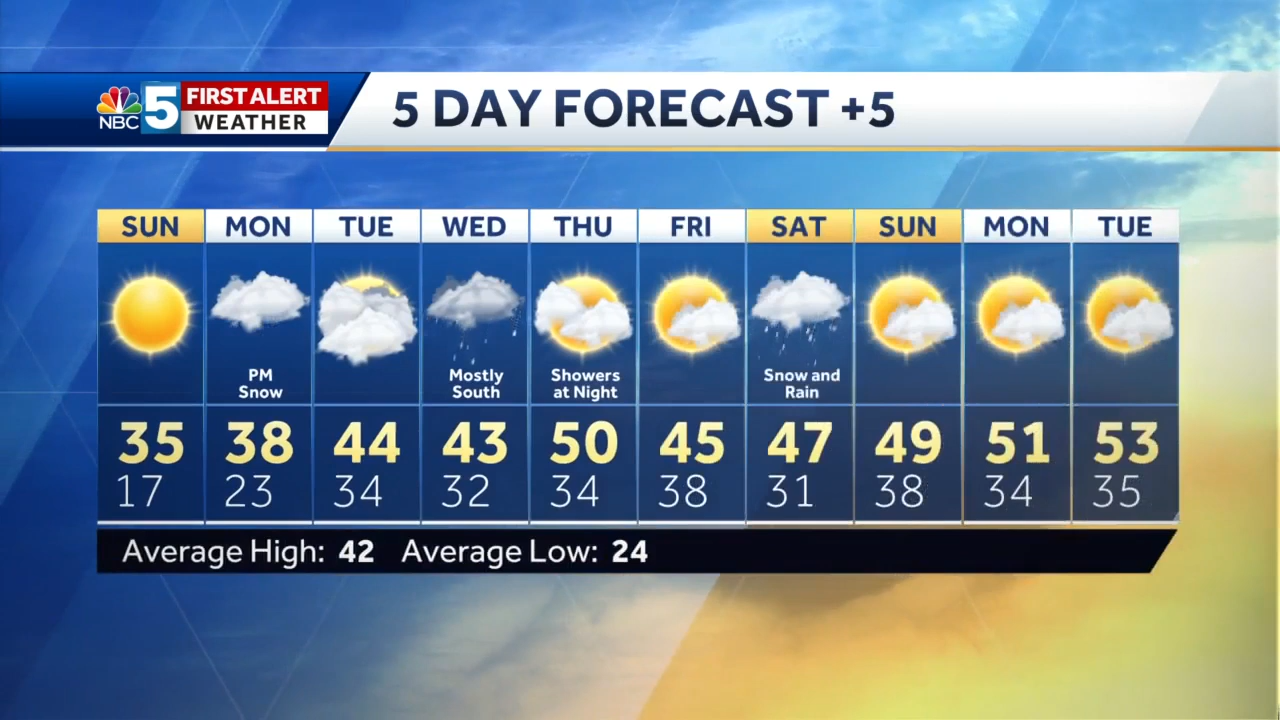 NBC 5 FIRST ALERT
WEATHER
5 DAY FORECAST +5
SUN MON TUE WED THU FRI SAT SUN MON TUE
PM
Snow
Mostly
South
Showers
at Night
Snow and
Rain
35 38 44 43 50 45 47 49 51 53
17 23 34 32 34 38 31 38 34 35
Average High: 42 Average Low: 24